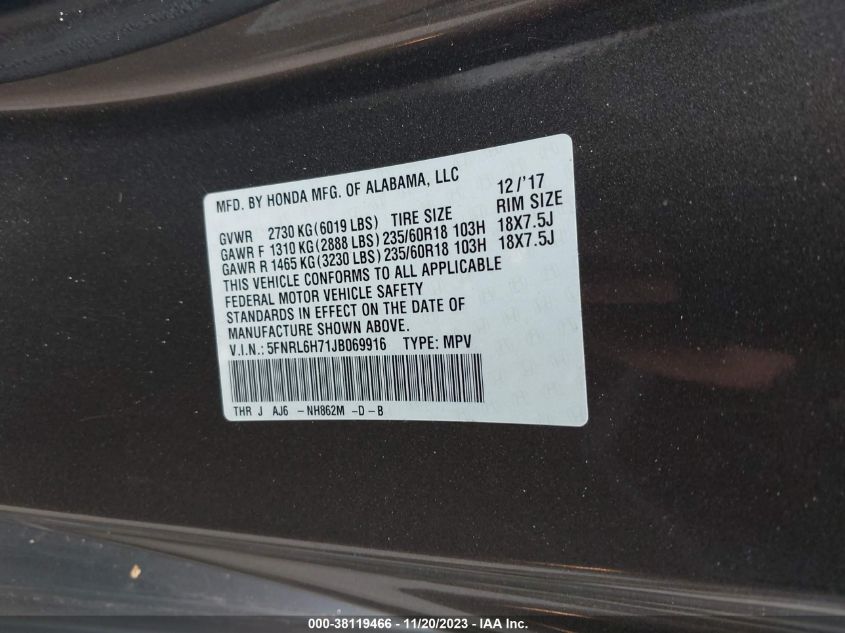 MFD. BY HONDA MFG. OF ALABAMA, LLC 12/'17
GVWR 2730 KG(6019 LBS) TIRE SIZE RIM SIZE
GAWR F 1310 KG(2888 LBS) 235/60R18 103H 18X7.5J
GAWR R 1465 KG(3230 LBS) 235/60R18 103H 18X7.5J
THIS VEHICLE CONFORMS TO ALL APPLICABLE
FEDERAL MOTOR VEHICLE SAFETY
STANDARDS IN EFFECT ON THE DATE OF
MANUFACTURE SHOWN ABOVE.
V.I.N.: 5FNRL6H71JB069916 TYPE: MPV
THR J AJ6 -NH862M -D-B
000-38119466 - 11/20/2023 - IAA Inc.